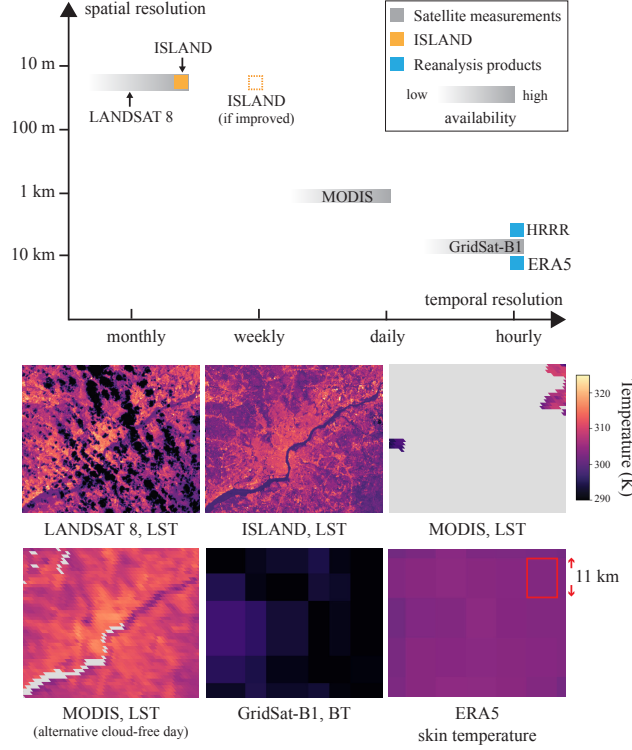 spatial resolution
Satellite measurements
ISLAND
Reanalysis products
low high
availability
10 m
ISLAND
LANDSAT 8
ISLAND
(if improved)
100 m
1 km
MODIS
HRRR
GridSat-B1
10 km
ERA5
temporal resolution
monthly weekly daily hourly
320
310
300
290
Temperature (K)
LANDSAT 8, LST ISLAND, LST MODIS, LST
11 km
MODIS, LST GridSat-B1, BT ERA5
(alternative cloud-free day) skin temperature